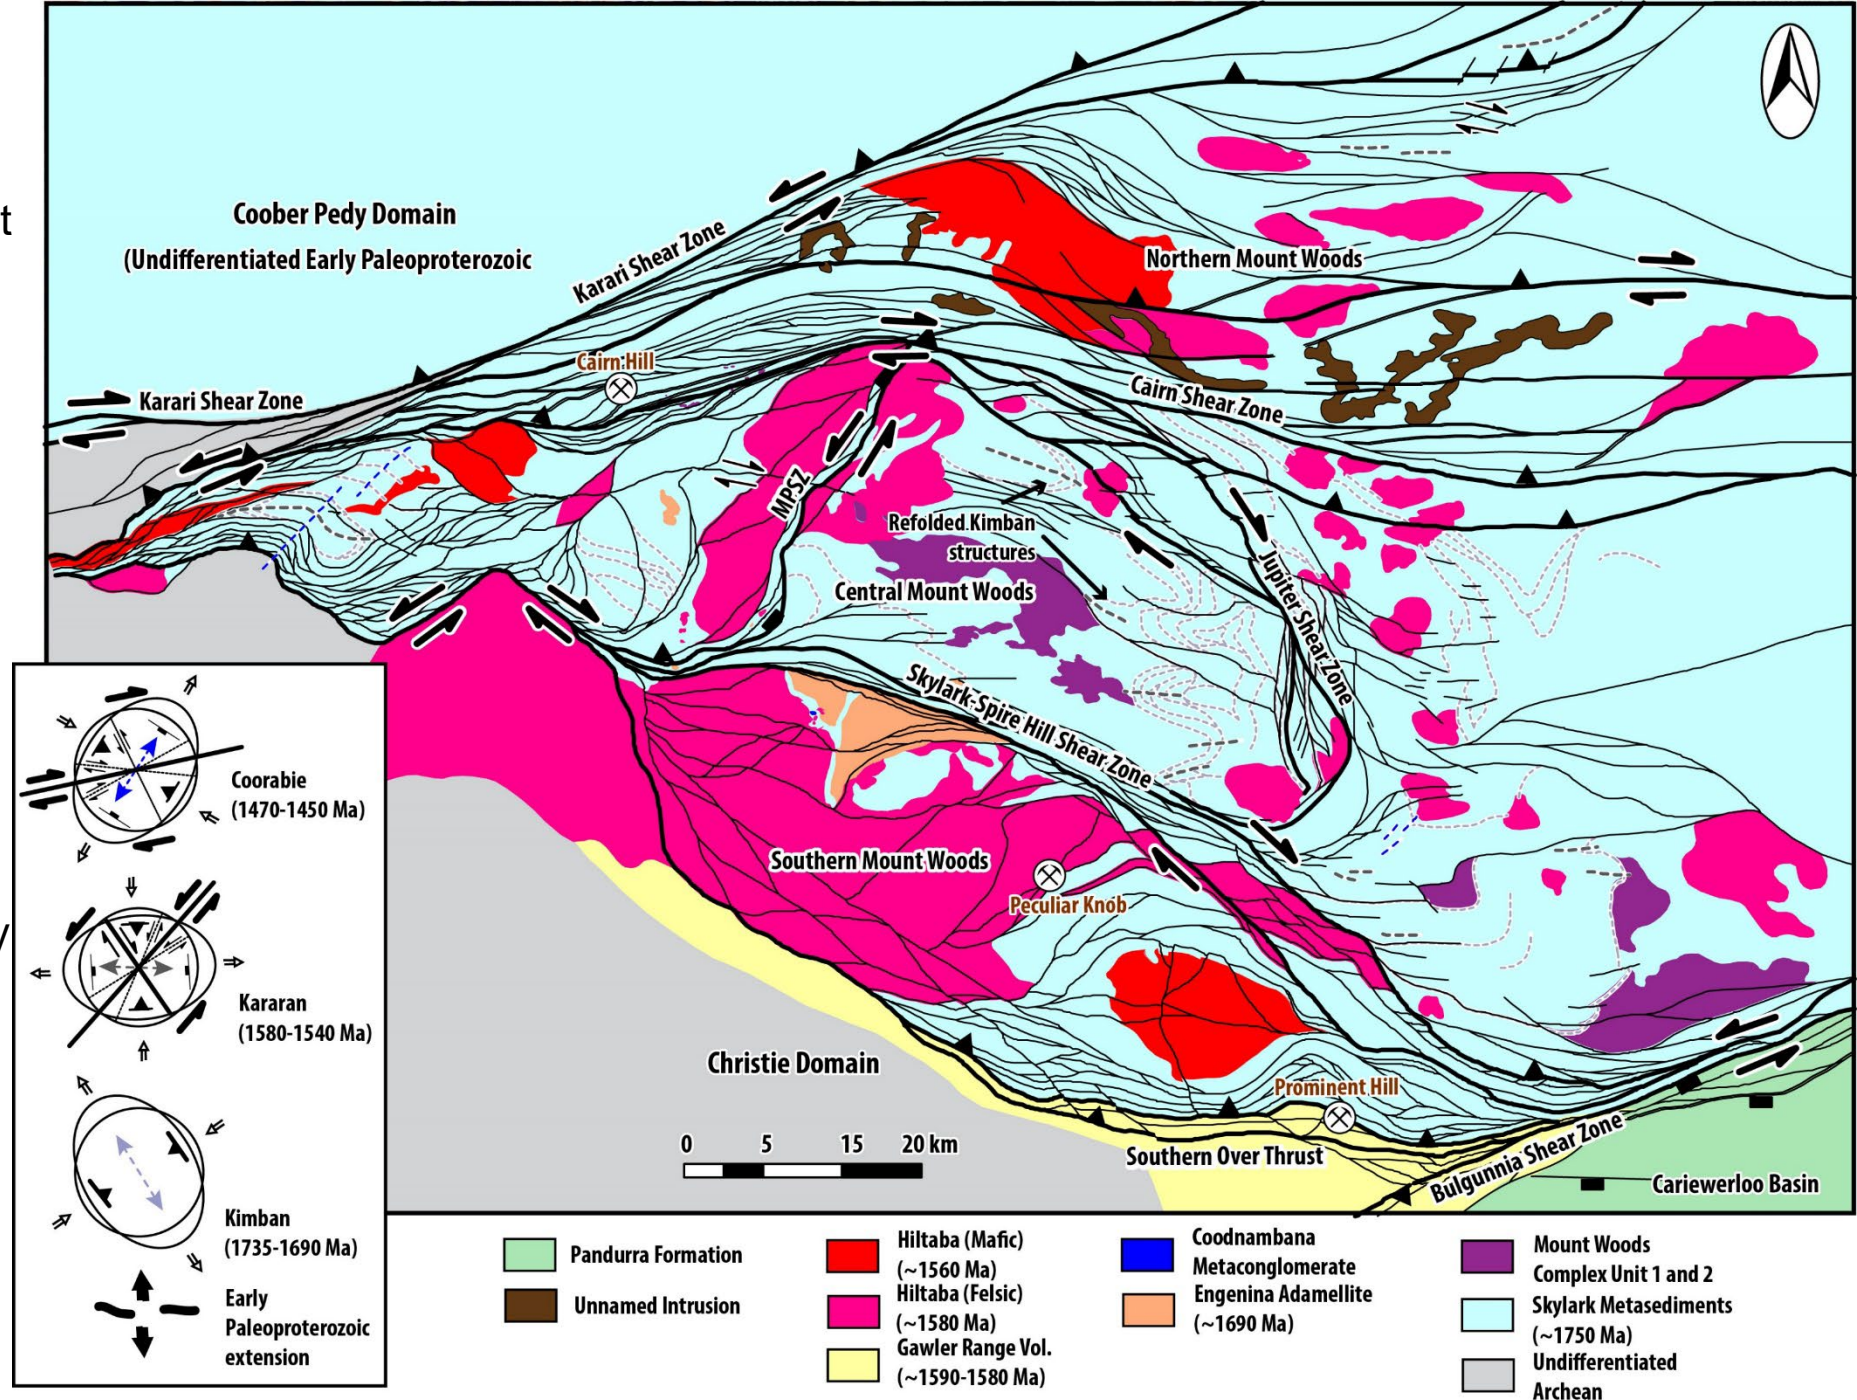 t
y
Coober Pedy Domain
(Undifferentiated Early Paleoproterozoic
Karari Shear Zone
Northern Mount Woods
Cairn Hill
Karari Shear Zone
Cairn Shear Zone
MPSZ
Refolded Kimban
structures
Central Mount Woods
Jupiter Shear Zone
Skylark-Spire Hill Shear Zone
Southern Mount Woods
Peculiar Knob
Christie Domain
Prominent Hill
0 5 15 20 km
Southern Over Thrust
Bulgunnia Shear Zone
Cariewerloo Basin
Coorabie
(1470-1450 Ma)
Kararan
(1580-1540 Ma)
Kimban
(1735-1690 Ma)
Early
Paleoproterozoic
extension
Pandurra Formation
Unnamed Intrusion
Hiltaba (Mafic)
(~1560 Ma)
Hiltaba (Felsic)
(~1580 Ma)
Gawler Range Vol.
(~1590-1580 Ma)
Coodnambana
Metaconglomerate
Engenina Adamellite
(~1690 Ma)
Mount Woods
Complex Unit 1 and 2
Skylark Metasediments
(~1750 Ma)
Undifferentiated
Archean